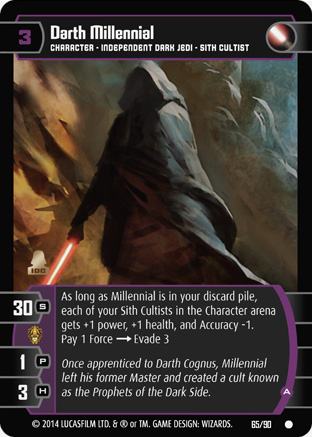 3
Darth Millennial
CHARACTER • INDEPENDENT DARK JEDI • SITH CULTIST
IDC
30 S
As long as Millennial is in your discard pile,
each of your Sith Cultists in the Character arena
gets +1 power, +1 health, and Accuracy -1.
Pay 1 Force → Evade 3
1 P
3 H
Once apprenticed to Darth Cognus, Millennial
left his former Master and created a cult known
as the Prophets of the Dark Side.
A
© 2014 LUCASFILM LTD. & ® or TM. GAME DESIGN: WIZARDS. 65/90